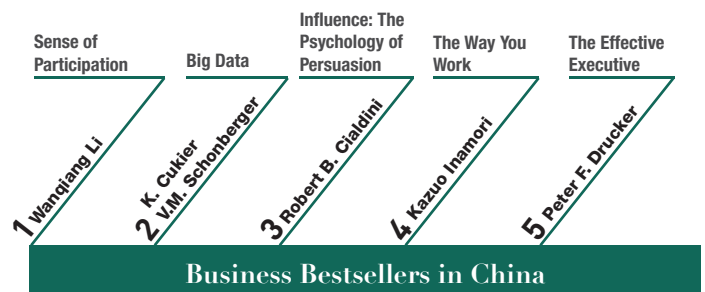 Sense of
Participation
1 Wanqiang Li
Big Data
2 K. Cukier
V.M. Schonberger
Influence: The
Psychology of
Persuasion
3 Robert B. Cialdini
The Way You
Work
4 Kazuo Inamori
The Effective
Executive
5 Peter F. Drucker
Business Bestsellers in China